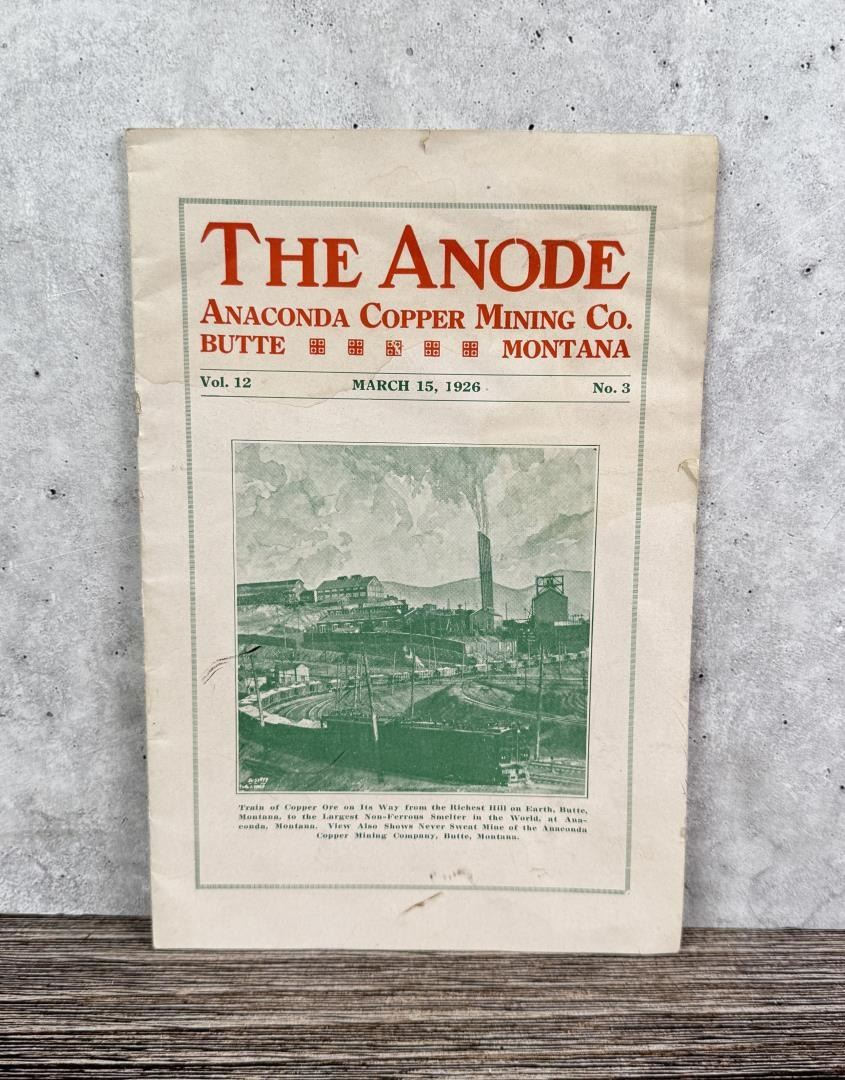 THE ANODE
ANACONDA COPPER MINING CO.
BUTTE MONTANA
Vol. 12 MARCH 15, 1926 No. 3
Train of Copper Ore on Its Way from the Richest Hill on Earth, Butte,
Montana, to the Largest Non-Ferrous Smelter in the World, at Ana-
conda, Montana. View Also Shows Never Sweat Mine of the Anaconda
Copper Mining Company, Butte, Montana.